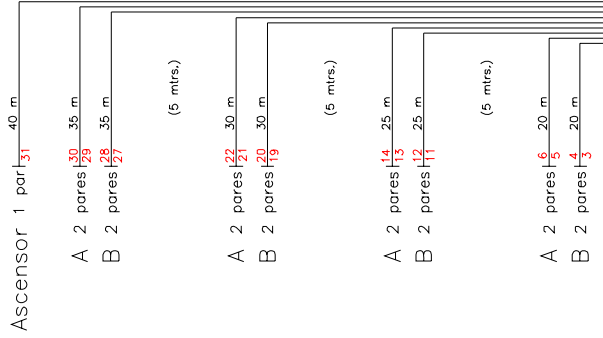 Ascensor 1 par
31
40 m
A 2 pares
30
29
35 m
B 2 pares
28
27
35 m
(5 mtrs.)
A 2 pares
22
21
30 m
B 2 pares
20
19
30 m
(5 mtrs.)
A 2 pares
14
13
25 m
B 2 pares
12
11
25 m
(5 mtrs.)
A 2 pares
6
5
20 m
B 2 pares
4
3
20 m